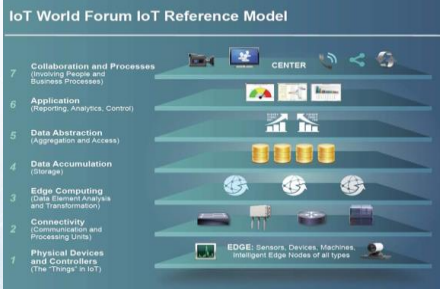 IoT World Forum IoT Reference Model
7 Collaboration and Processes
(Involving People and
Business Processes)
CENTER
6 Application
(Reporting, Analytics, Control)
5 Data Abstraction
(Aggregation and Access)
4 Data Accumulation
(Storage)
3 Edge Computing
(Data Element Analysis
and Transformation)
2 Connectivity
(Communication and
Processing Units)
1 Physical Devices
and Controllers
(The "Things" in IoT)
EDGE: Sensors, Devices, Machines,
Intelligent Edge Nodes of all types